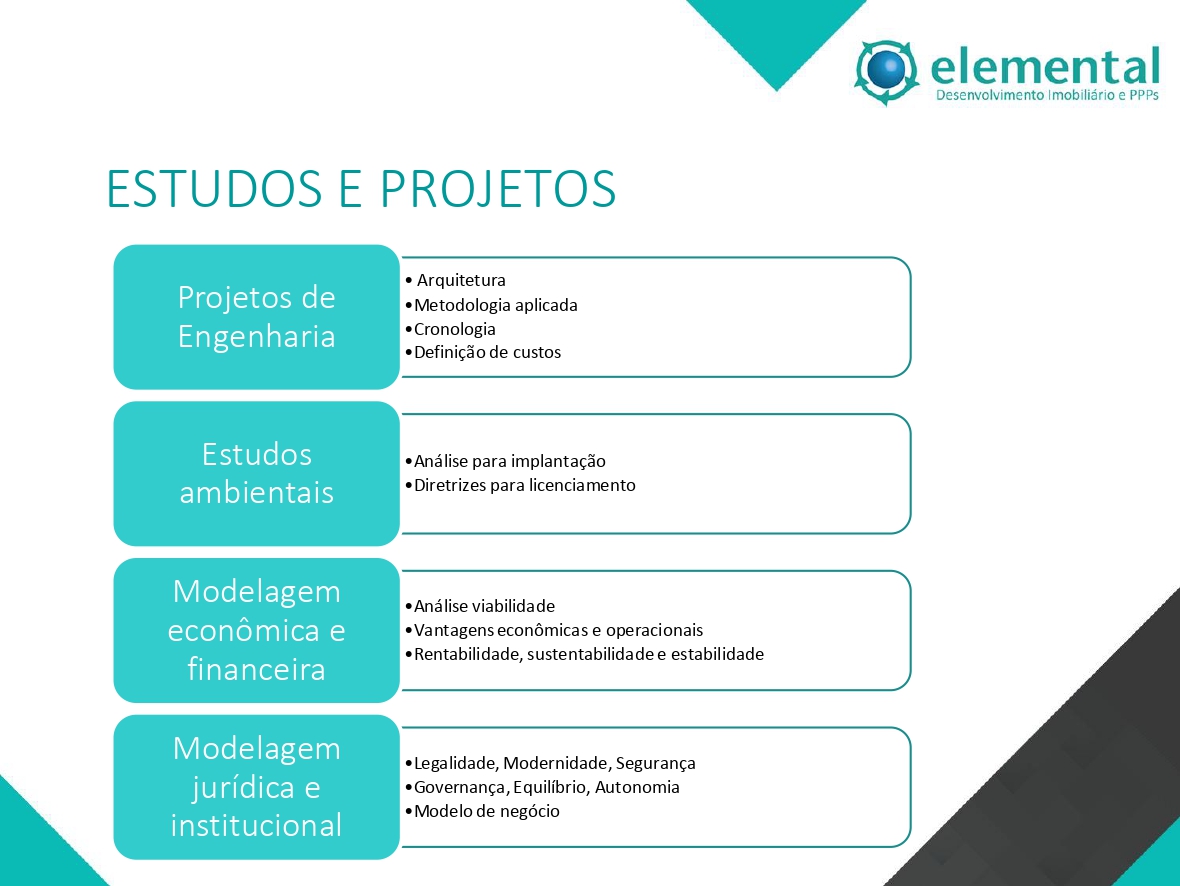 elemental
Desenvolvimento Imobiliário e PPPs
ESTUDOS E PROJETOS
Projetos de
Engenharia
• Arquitetura
•Metodologia aplicada
•Cronologia
•Definição de custos
Estudos
ambientais
•Análise para implantação
•Diretrizes para licenciamento
Modelagem
econômica e
financeira
•Análise viabilidade
•Vantagens econômicas e operacionais
•Rentabilidade, sustentabilidade e estabilidade
Modelagem
jurídica e
institucional
•Legalidade, Modernidade, Segurança
•Governança, Equilíbrio, Autonomia
•Modelo de negócio